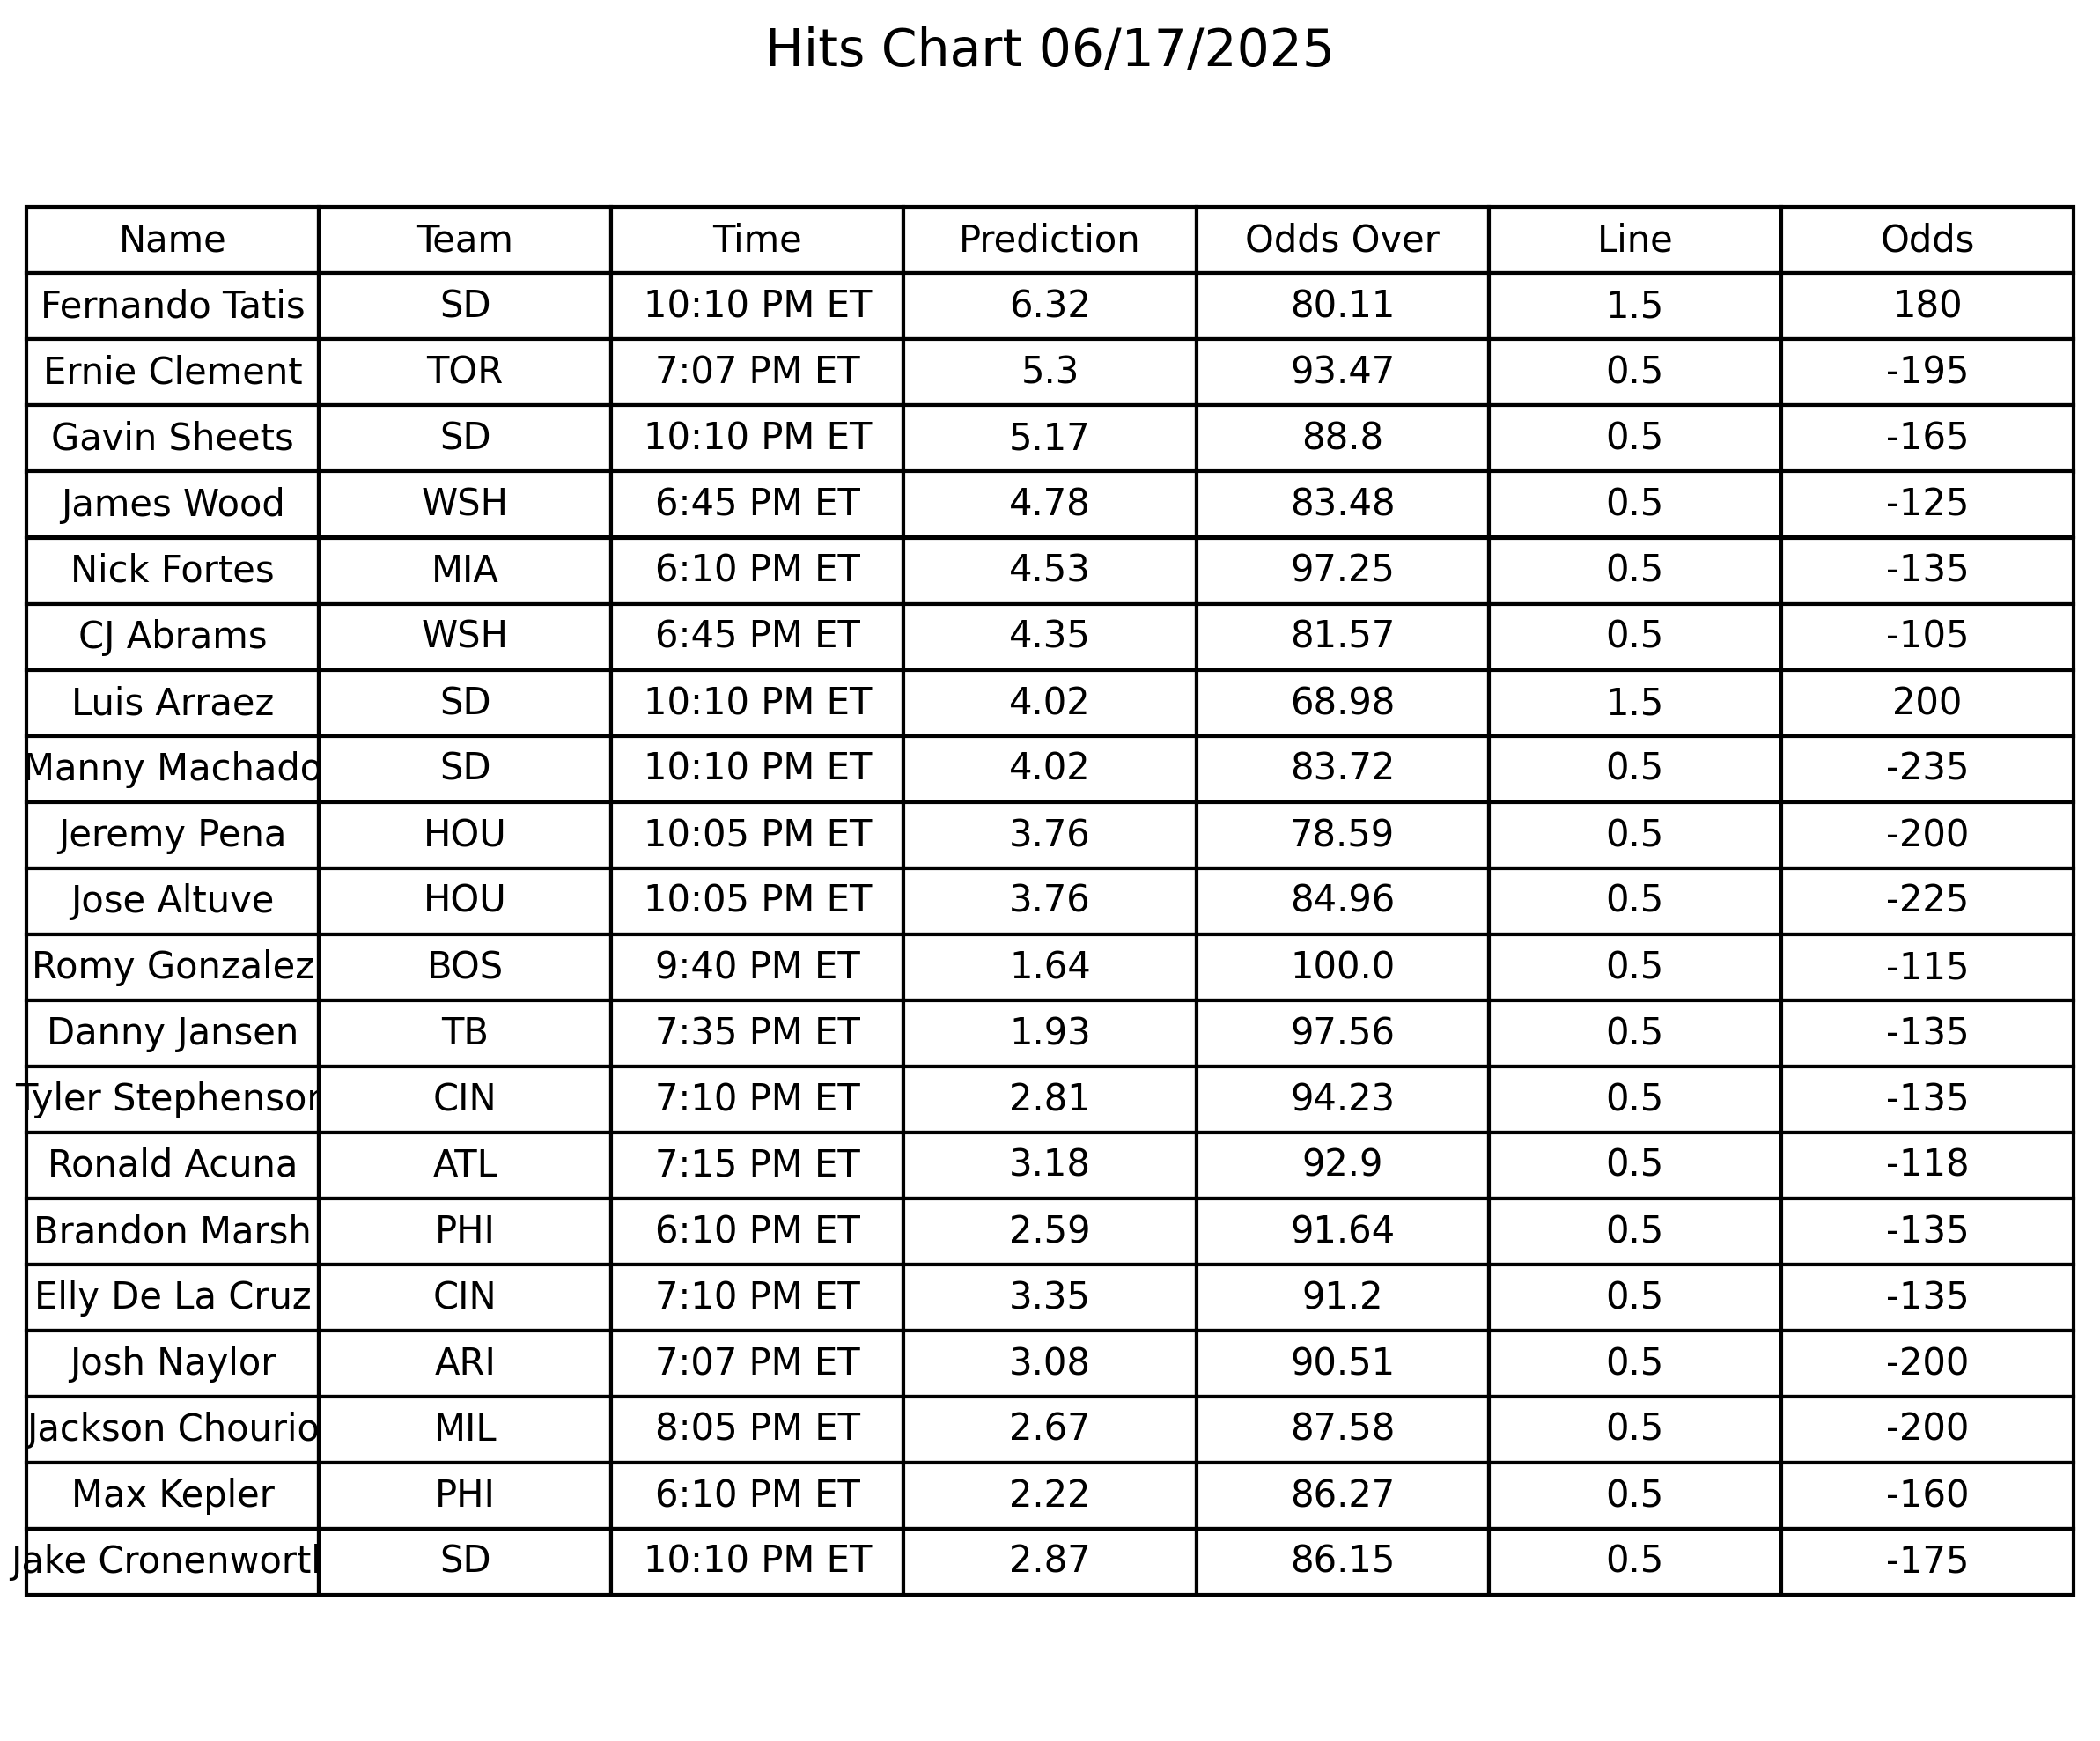 Hits Chart 06/17/2025
Name Team Time Prediction Odds Over Line Odds
Fernando Tatis SD 10:10 PM ET 6.32 80.11 1.5 180
Ernie Clement TOR 7:07 PM ET 5.3 93.47 0.5 -195
Gavin Sheets SD 10:10 PM ET 5.17 88.8 0.5 -165
James Wood WSH 6:45 PM ET 4.78 83.48 0.5 -125
Nick Fortes MIA 6:10 PM ET 4.53 97.25 0.5 -135
CJ Abrams WSH 6:45 PM ET 4.35 81.57 0.5 -105
Luis Arraez SD 10:10 PM ET 4.02 68.98 1.5 200
Manny Machado SD 10:10 PM ET 4.02 83.72 0.5 -235
Jeremy Pena HOU 10:05 PM ET 3.76 78.59 0.5 -200
Jose Altuve HOU 10:05 PM ET 3.76 84.96 0.5 -225
Romy Gonzalez BOS 9:40 PM ET 1.64 100.0 0.5 -115
Danny Jansen TB 7:35 PM ET 1.93 97.56 0.5 -135
Tyler Stephenson CIN 7:10 PM ET 2.81 94.23 0.5 -135
Ronald Acuna ATL 7:15 PM ET 3.18 92.9 0.5 -118
Brandon Marsh PHI 6:10 PM ET 2.59 91.64 0.5 -135
Elly De La Cruz CIN 7:10 PM ET 3.35 91.2 0.5 -135
Josh Naylor ARI 7:07 PM ET 3.08 90.51 0.5 -200
Jackson Chourio MIL 8:05 PM ET 2.67 87.58 0.5 -200
Max Kepler PHI 6:10 PM ET 2.22 86.27 0.5 -160
Jake Cronenworth SD 10:10 PM ET 2.87 86.15 0.5 -175